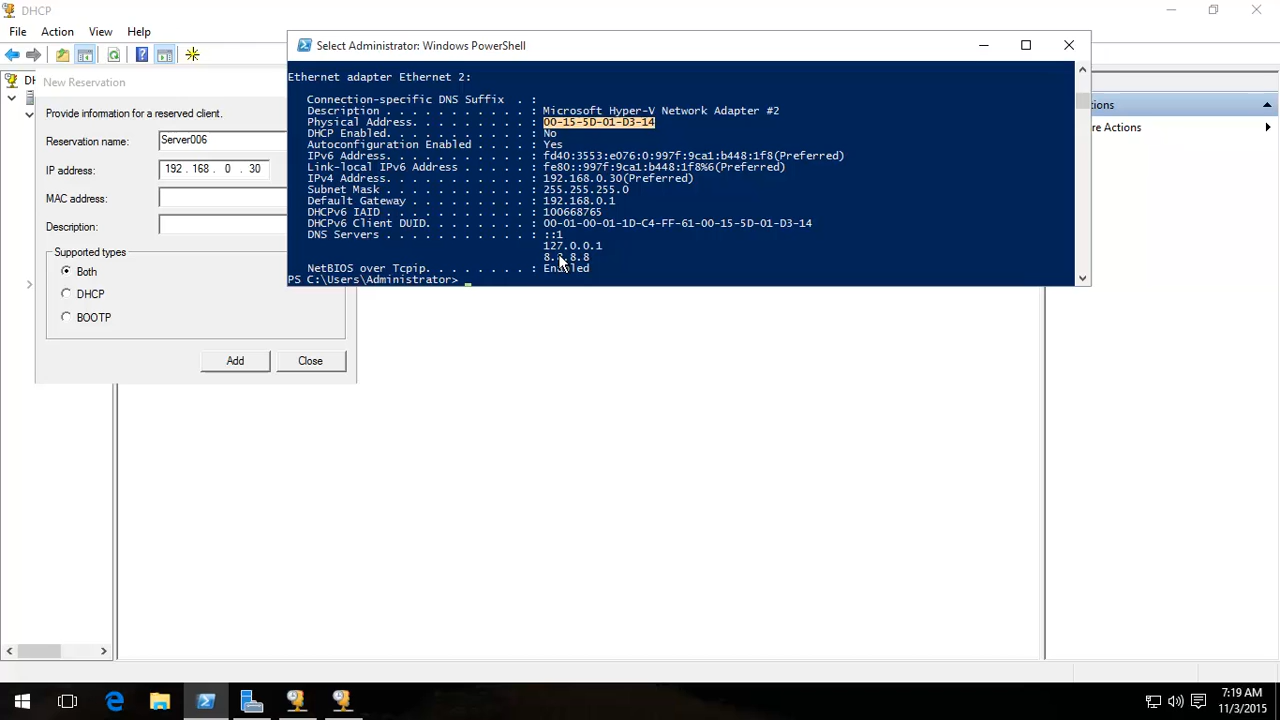 DHCP
File Action View Help
DH
New Reservation
Provide information for a reserved client.
Reservation name: Server006
IP address: 192 . 168 . 0 . 30
MAC address:
Description:
Supported types
Both
DHCP
BOOTP
Add Close
Select Administrator: Windows PowerShell
Ethernet adapter Ethernet 2:
Connection-specific DNS Suffix . :
Description . . . . . . . . . . . : Microsoft Hyper-V Network Adapter #2
Physical Address. . . . . . . . . : 00-15-5D-01-D3-14
DHCP Enabled. . . . . . . . . . . : No
Autoconfiguration Enabled . . . . : Yes
IPv6 Address. . . . . . . . . . . : fd40:3553:e076:0:997f:9ca1:b448:1f8(Preferred)
Link-local IPv6 Address . . . . . : fe80::997f:9ca1:b448:1f8%6(Preferred)
IPv4 Address. . . . . . . . . . . : 192.168.0.30(Preferred)
Subnet Mask . . . . . . . . . . . : 255.255.255.0
Default Gateway . . . . . . . . . : 192.168.0.1
DHCPv6 IAID . . . . . . . . . . . : 100668765
DHCPv6 Client DUID. . . . . . . . : 00-01-00-01-1D-C4-FF-61-00-15-5D-01-D3-14
DNS Servers . . . . . . . . . . . : ::1
127.0.0.1
8.8.8.8
NetBIOS over Tcpip. . . . . . . . : Enabled
PS C:\Users\Administrator>
ions
re Actions
7:19 AM
11/3/2015